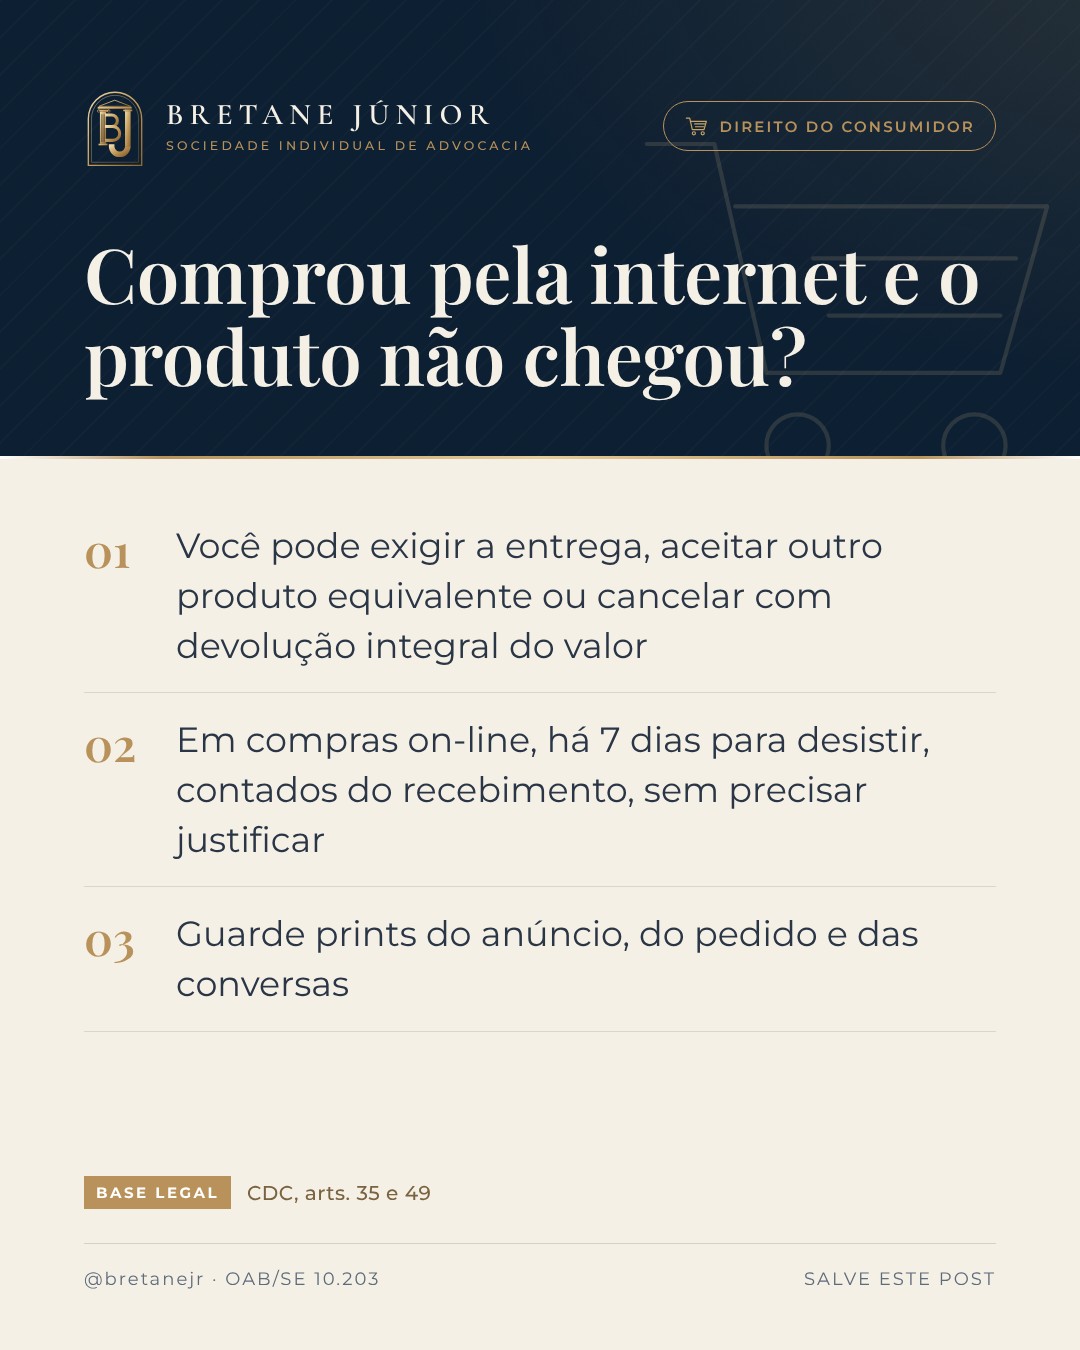 BRETANE JÚNIOR
SOCIEDADE INDIVIDUAL DE ADVOCACIA
DIREITO DO CONSUMIDOR
Comprou pela internet e o
produto não chegou?
01
Você pode exigir a entrega, aceitar outro
produto equivalente ou cancelar com
devolução integral do valor
02
Em compras on-line, há 7 dias para desistir,
contados do recebimento, sem precisar
justificar
03
Guarde prints do anúncio, do pedido e das
conversas
BASE LEGAL CDC, arts. 35 e 49
@bretanejr · OAB/SE 10.203
SALVE ESTE POST